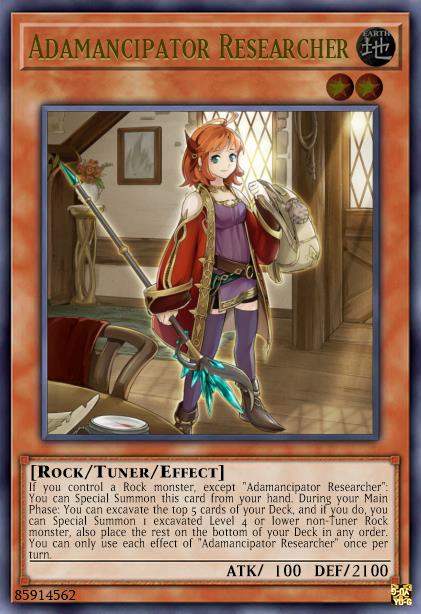 ADAMANCIPATOR RESEARCHER
EARTH
地
[ROCK/TUNER/EFFECT]
If you control a Rock monster, except "Adamancipator Researcher":
You can Special Summon this card from your hand. During your Main
Phase: You can excavate the top 5 cards of your Deck, and if you do, you
can Special Summon 1 excavated Level 4 or lower non-Tuner Rock
monster, also place the rest on the bottom of your Deck in any order.
You can only use each effect of "Adamancipator Researcher" once per
turn.
ATK/ 100 DEF/2100
85914562